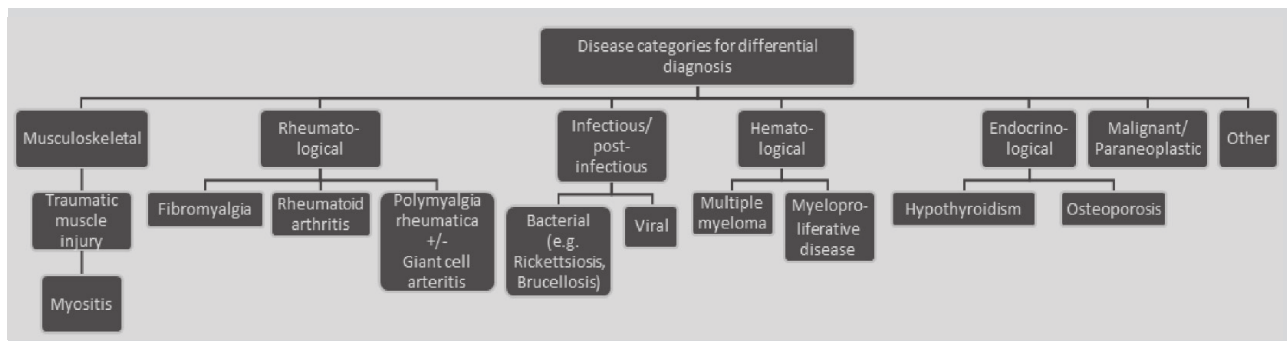 Disease categories for differential
diagnosis
Musculoskeletal
Rheumato-
logical
Infectious/
post-
infectious
Hemato-
logical
Endocrino-
logical
Malignant/
Paraneoplastic
Other
Traumatic
muscle
injury
Myositis
Fibromyalgia
Rheumatoid
arthritis
Polymyalgia
rheumatica
+/-
Giant cell
arteritis
Bacterial
(e.g.
Rickettsiosis,
Brucellosis)
Viral
Multiple
myeloma
Myelopro-
liferative
disease
Hypothyroidism
Osteoporosis